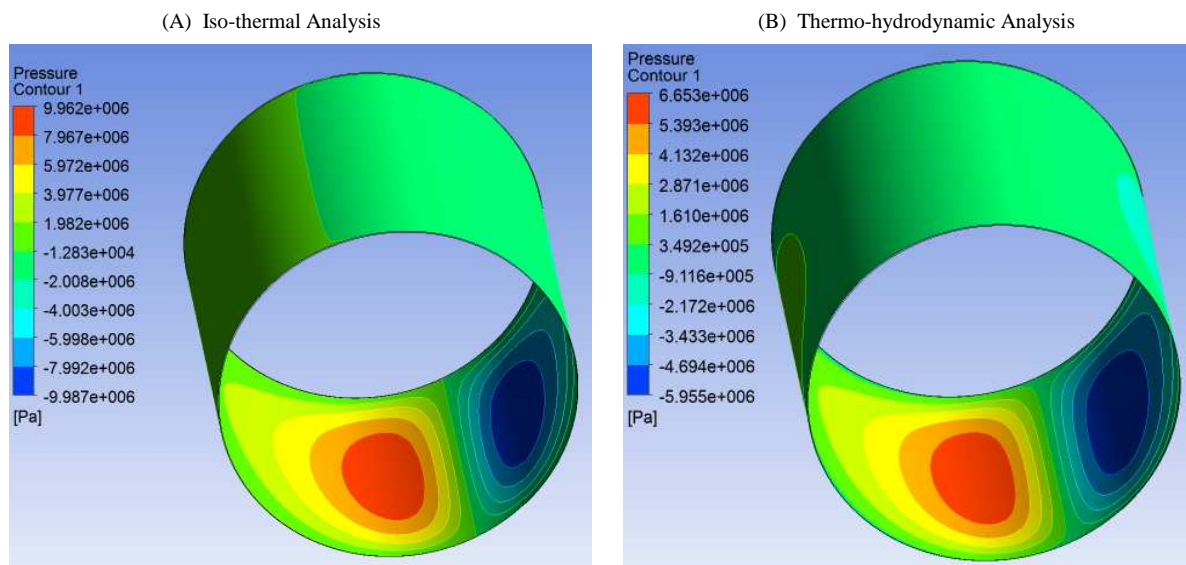 (A) Iso-thermal Analysis
Pressure
Contour 1
9.962e+006
7.967e+006
5.972e+006
3.977e+006
1.982e+006
-1.283e+004
-2.008e+006
-4.003e+006
-5.998e+006
-7.992e+006
-9.987e+006
[Pa]
(B) Thermo-hydrodynamic Analysis
Pressure
Contour 1
6.653e+006
5.393e+006
4.132e+006
2.871e+006
1.610e+006
3.492e+005
-9.116e+005
-2.172e+006
-3.433e+006
-4.694e+006
-5.955e+006
[Pa]